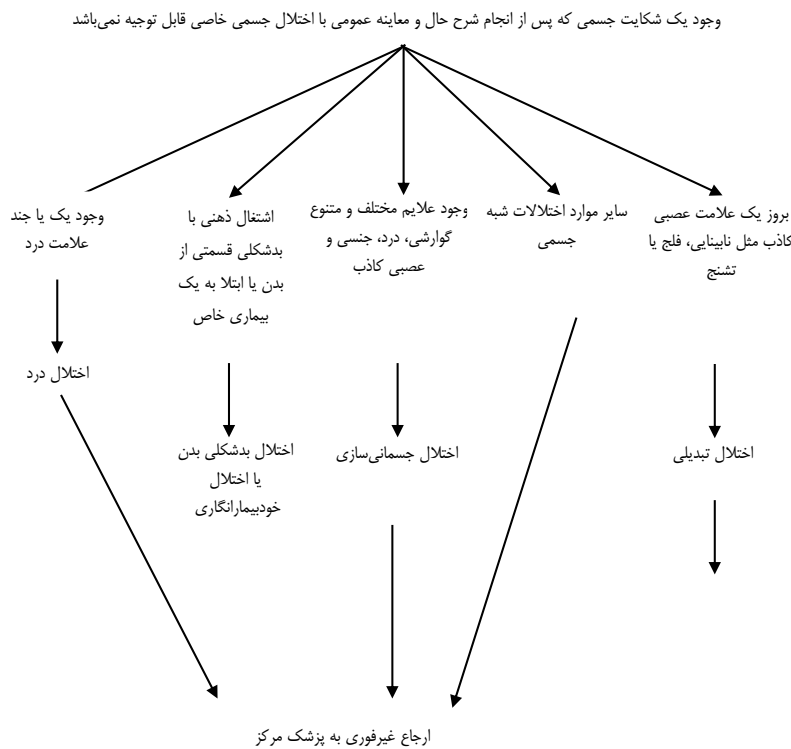 وجود یک شکایت جسمی که پس از انجام شرح حال و معاینه عمومی با اختلال جسمی خاصی قابل توجیه نمی‌باشد
بروز یک علامت عصبی
کاذب مثل نابینایی، فلج یا
تشنج
سایر موارد اختلالات شبه
جسمی
وجود علایم مختلف و متنوع
گوارشی، درد، جنسی و
عصبی کاذب
اشتغال ذهنی با
بدشکلی قسمتی از
بدن یا ابتلا به یک
بیماری خاص
وجود یک یا جند
علامت درد
اختلال تبدیلی
اختلال جسمانی‌سازی
اختلال بدشکلی بدن
یا اختلال
خودبیمارانگاری
اختلال درد
ارجاع غیرفوری به پزشک مرکز